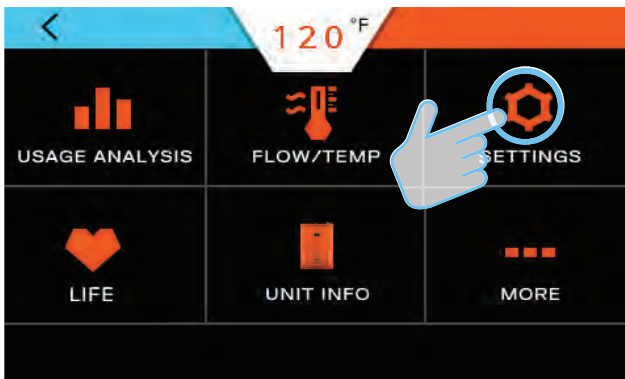 120°F
USAGE ANALYSIS
FLOW/TEMP
SETTINGS
LIFE
UNIT INFO
MORE